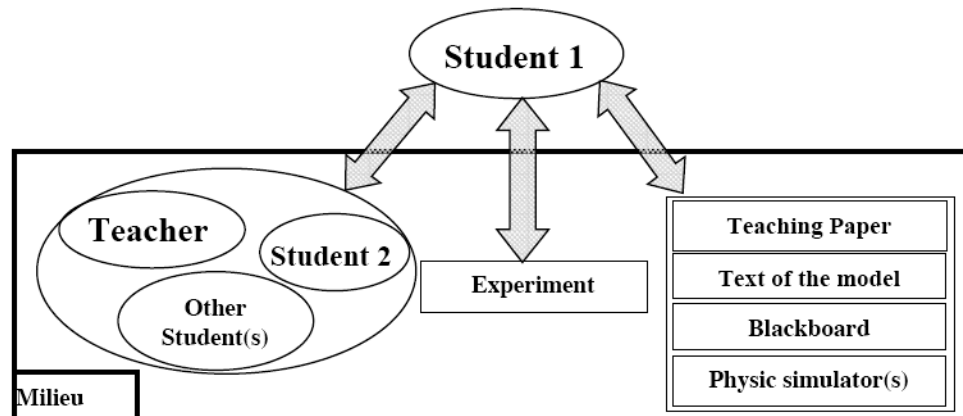 Student 1
Teacher
Student 2
Other
Student(s)
Experiment
Teaching Paper
Text of the model
Blackboard
Physic simulator(s)
Milieu